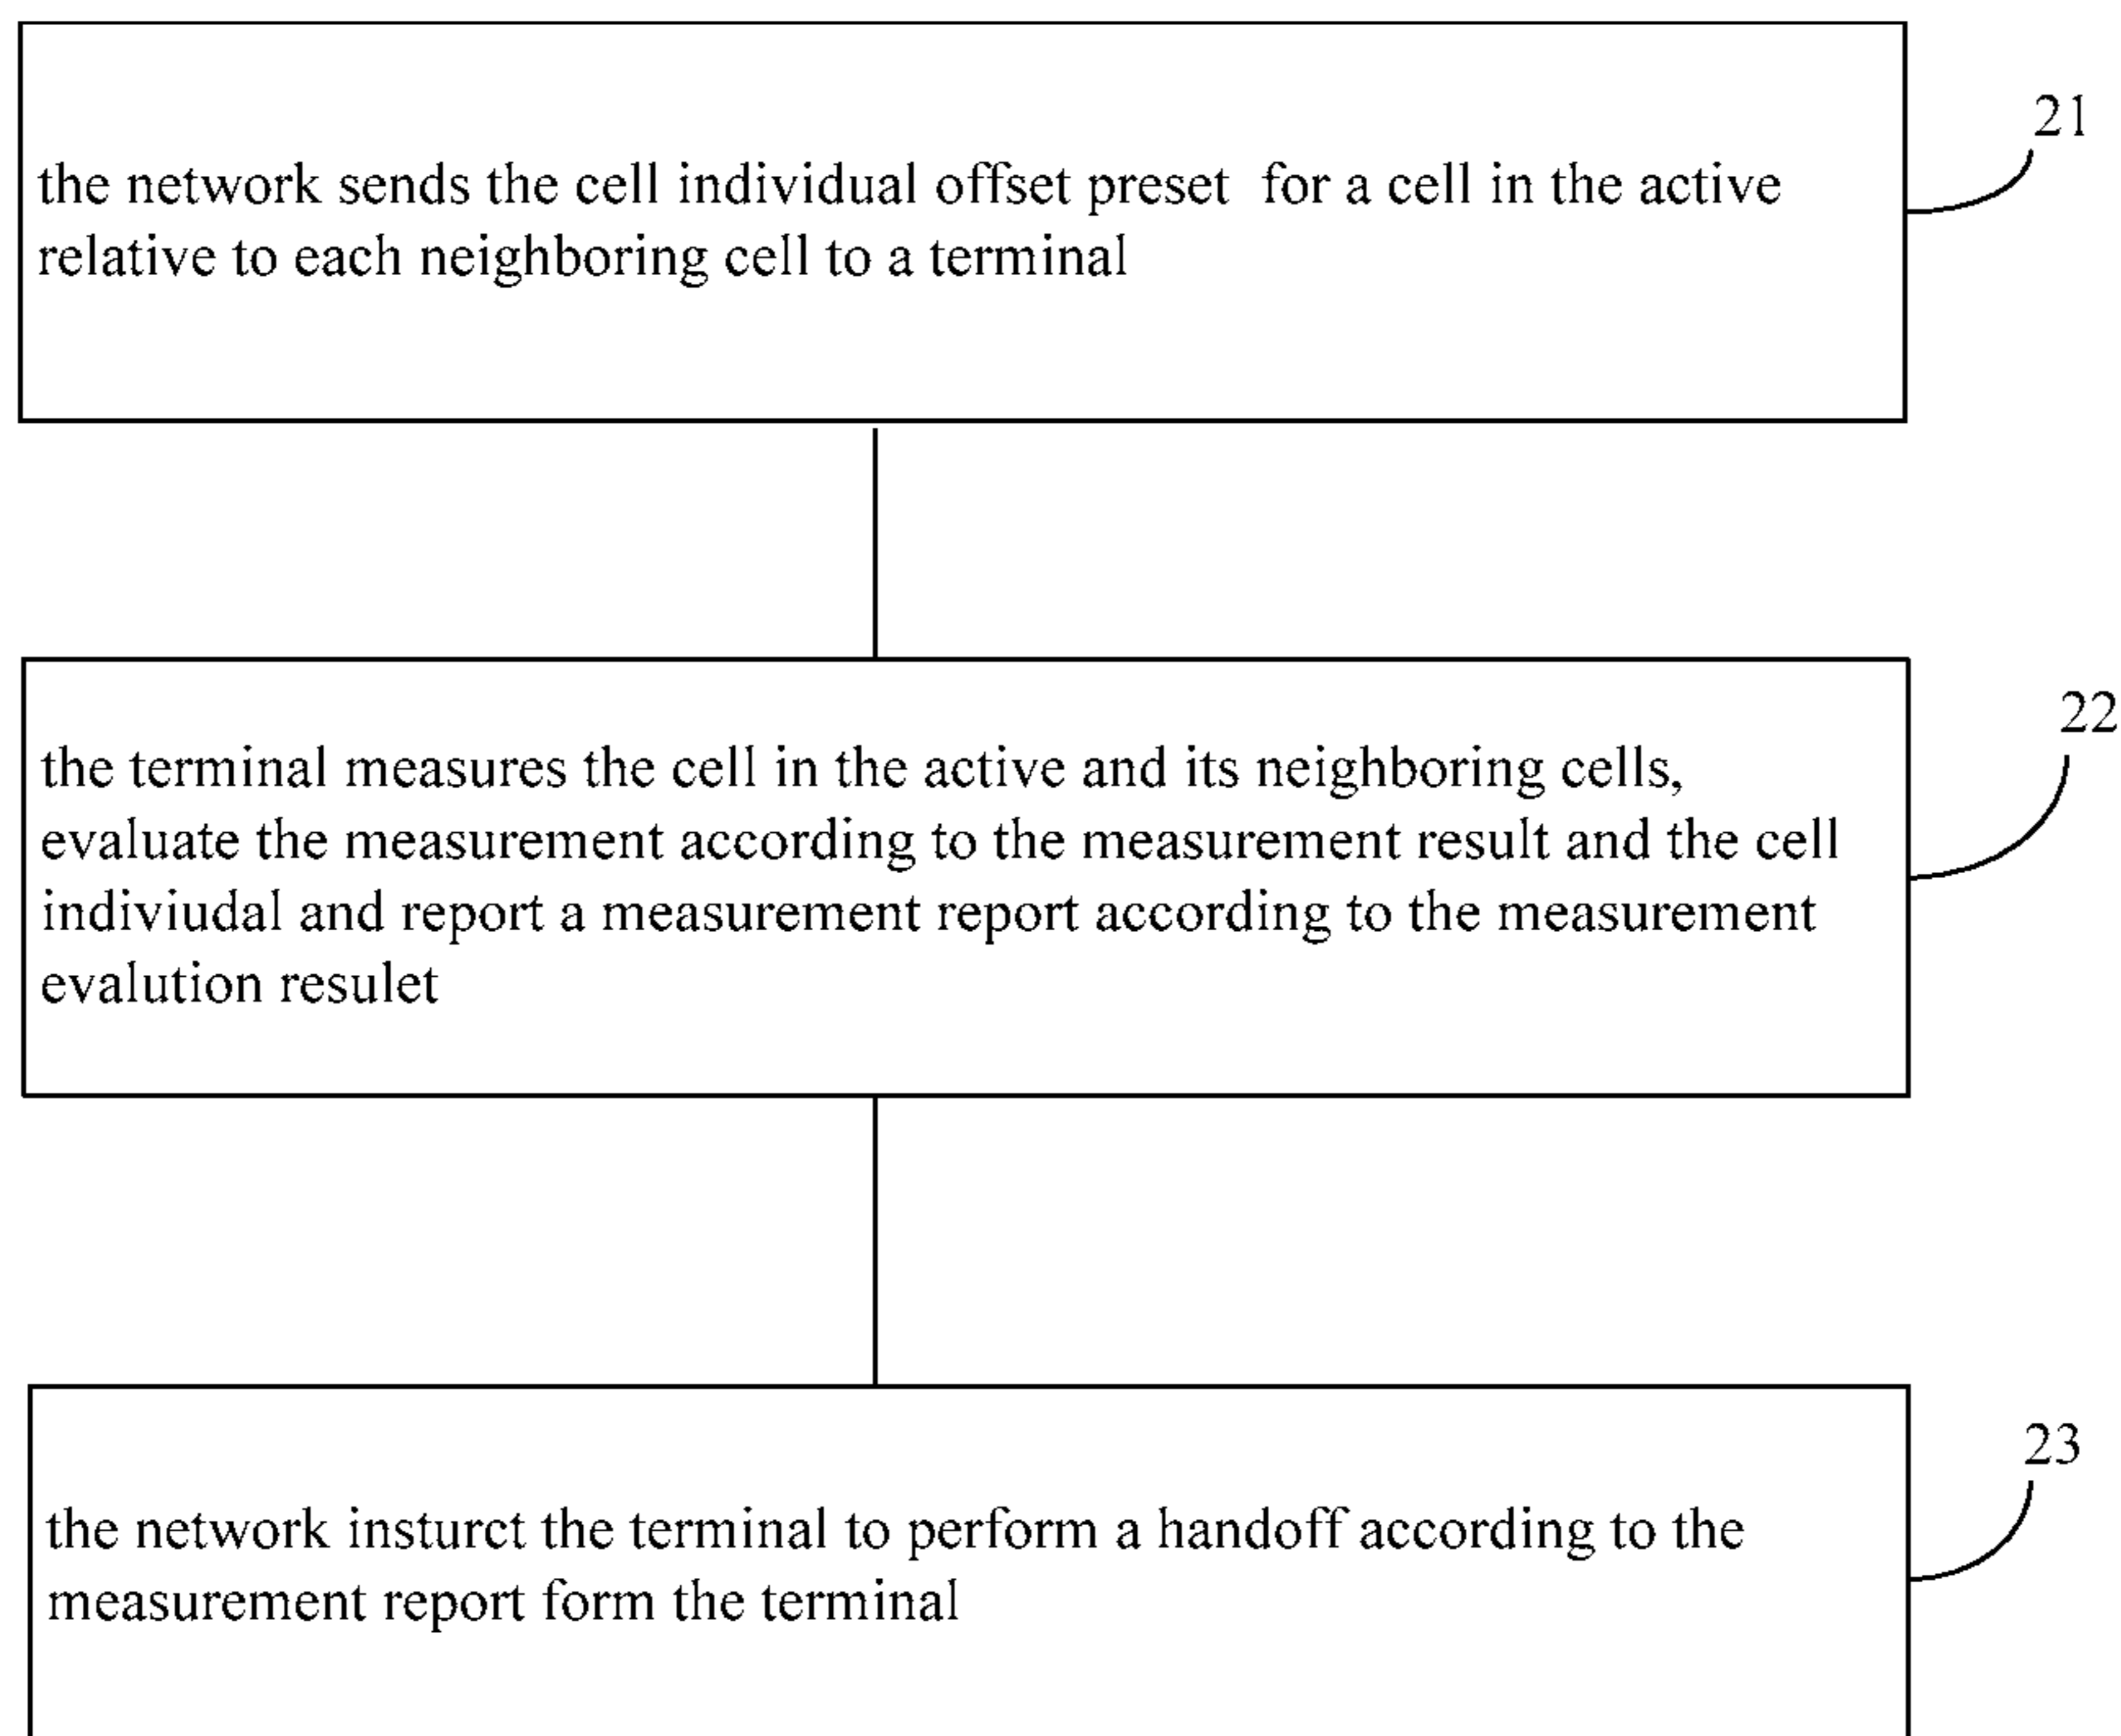 21
the network sends the cell individual offset preset for a cell in the active
relative to each neighboring cell to a terminal
22
the terminal measures the cell in the active and its neighboring cells,
evaluate the measurement according to the measurement result and the cell
indiviudal and report a measurement report according to the measurement
evalution resulet
23
the network insturct the terminal to perform a handoff according to the
measurement report form the terminal